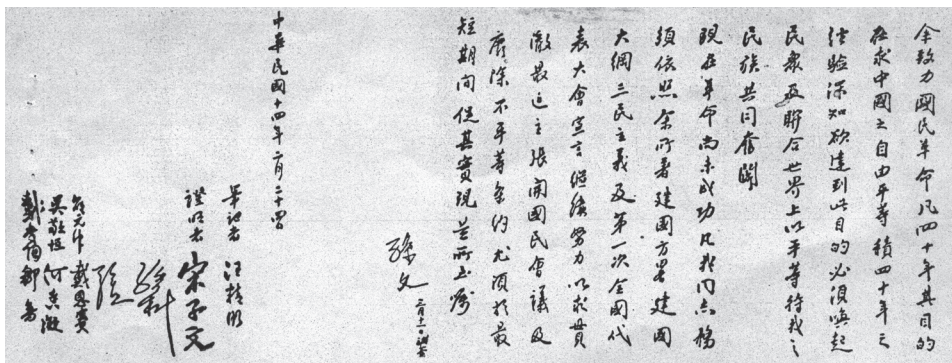 余致力國民革命凡四十年其目的
在求中國之自由平等積四十年之
經驗深知欲達到此目的必須喚起
民衆及聯合世界上以平等待我之
民族共同奮鬭
現在革命尚未成功凡我同志務
須依照余所著建國方畧建國
大綱三民主義及第一次全國代
表大會宣言繼續努力以求貫
澈最近主張開國民會議及
廢除不平等條約尤須於最
短期間促其實現是所至囑
孫文 三月十一日補簽
中華民國十四年二月二十四日
筆記者 汪精衛
證明者 宋子文
孫科
邵元冲 戴恩賽
吳敬恆 何香凝
戴季陶 鄒魯